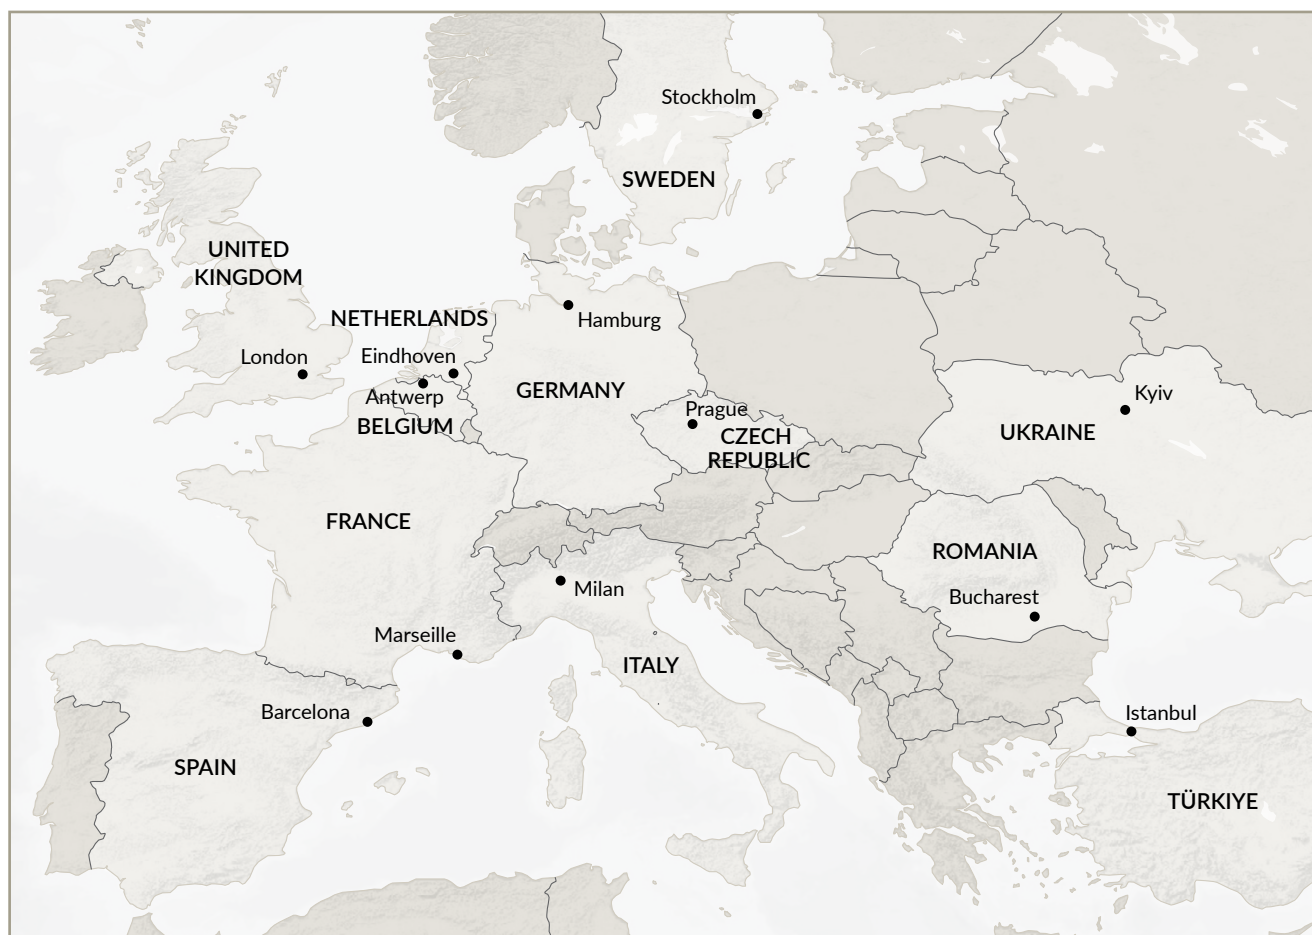 Stockholm
SWEDEN
UNITED
KINGDOM
NETHERLANDS
Hamburg
London
Eindhoven
GERMANY
Antwerp
BELGIUM
Prague
CZECH
REPUBLIC
Kyiv
UKRAINE
FRANCE
ROMANIA
Milan
Bucharest
Marseille
ITALY
Barcelona
Istanbul
SPAIN
TÜRKIYE